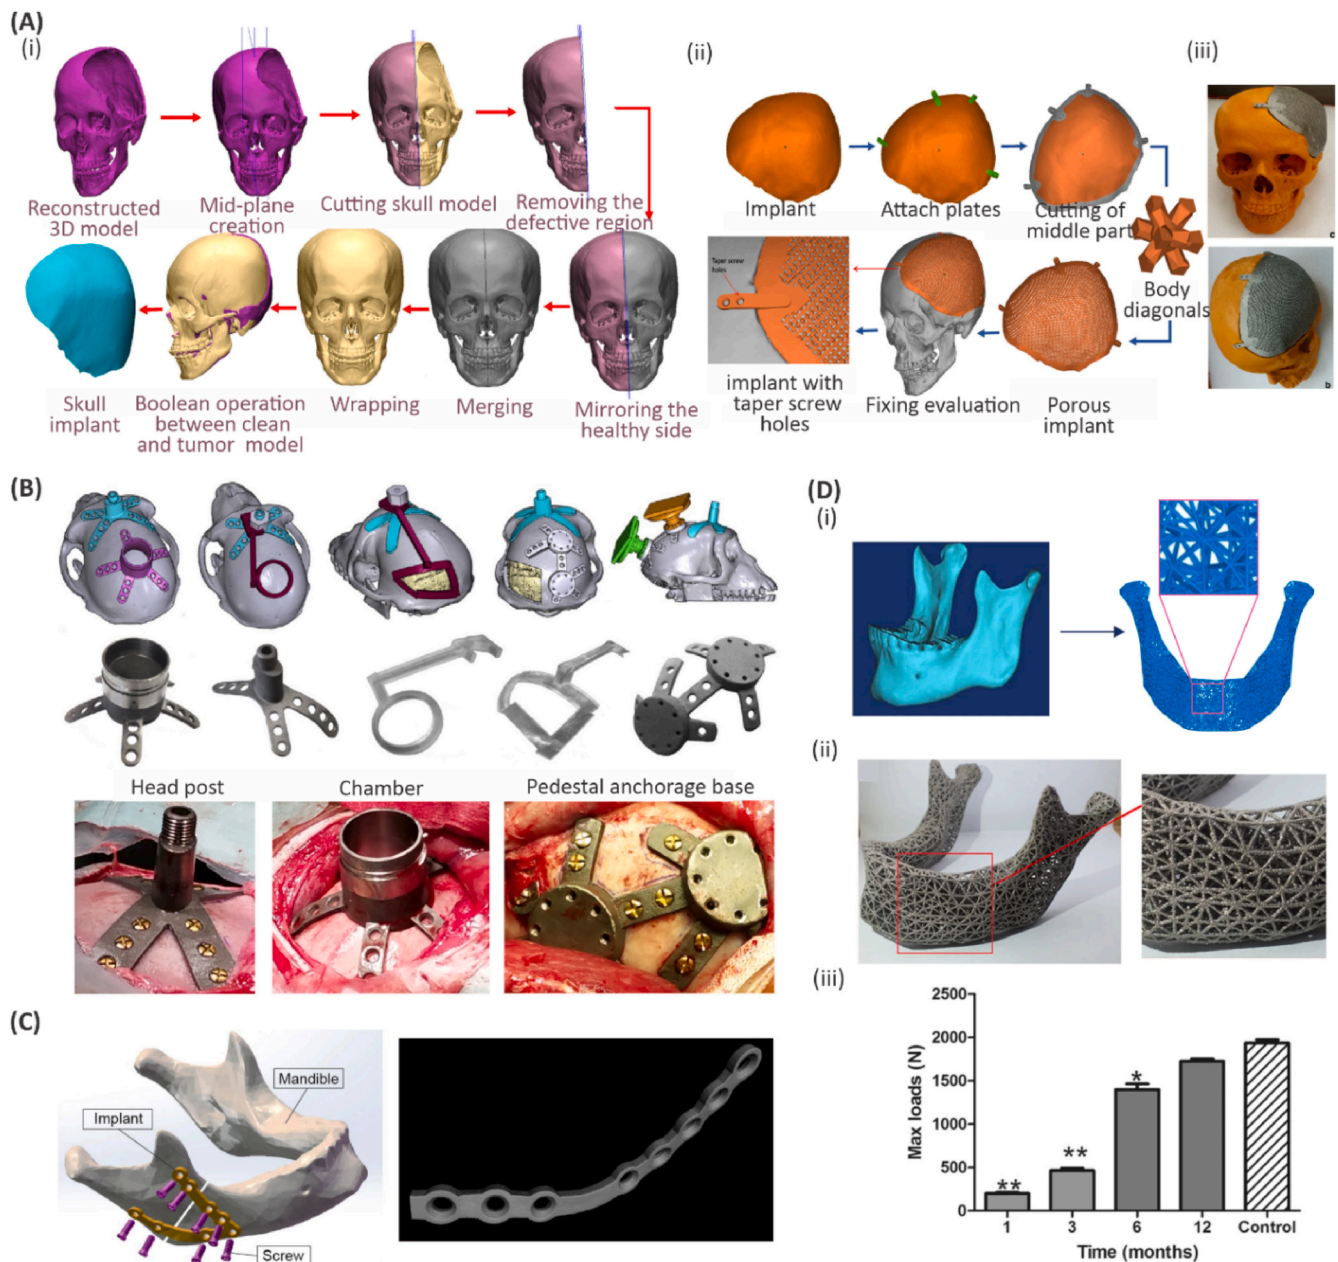 (A)
(i)
Reconstructed
3D model
Mid-plane
creation
Cutting skull model
Removing the
defective region
Skull
implant
Boolean operation
between clean
and tumor model
Wrapping
Merging
Mirroring the
healthy side
(ii)
Implant
Attach plates
Cutting of
middle part
Body
diagonals
Taper screw
holes
implant with
taper screw
holes
Fixing evaluation
Porous
implant
(iii)
c
b
(B)
Head post
Chamber
Pedestal anchorage base
(C)
Mandible
Implant
Screw
(D)
(i)
(ii)
(iii)
Max loads (N)
2500
2000
1500
1000
500
0
**
**
*
1
3
6
12
Control
Time (months)